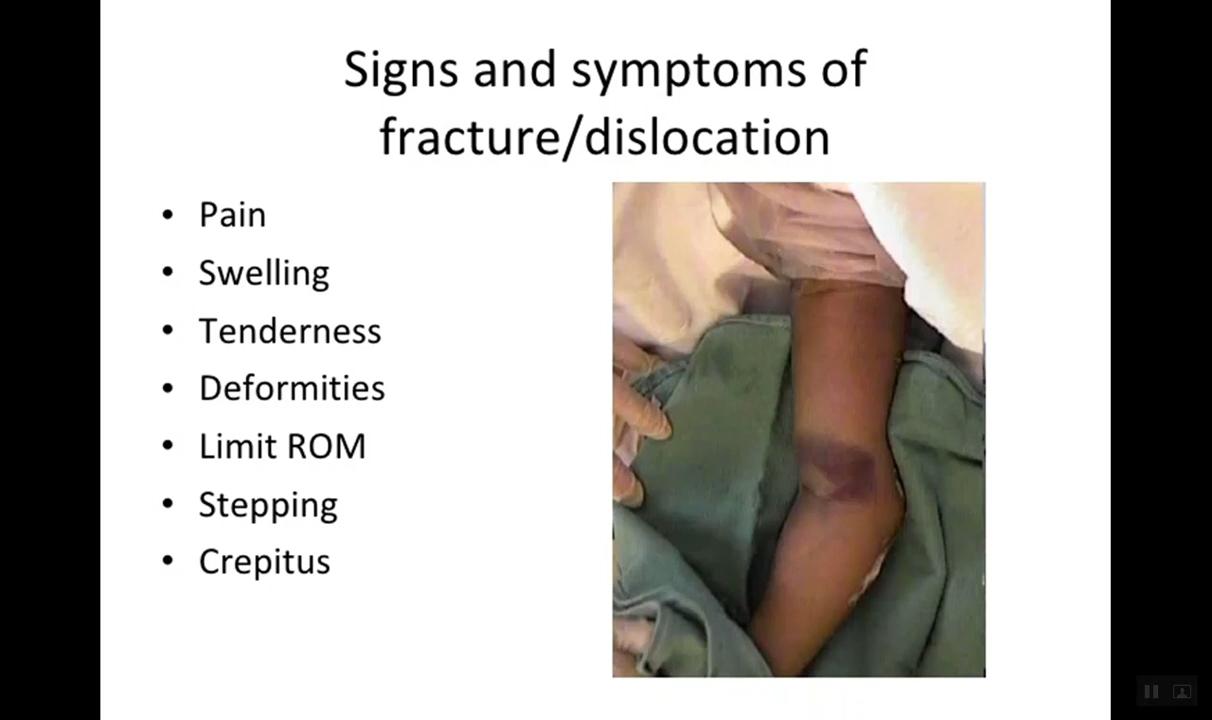 Signs and symptoms of
fracture/dislocation
• Pain
• Swelling
• Tenderness
• Deformities
• Limit ROM
• Stepping
• Crepitus